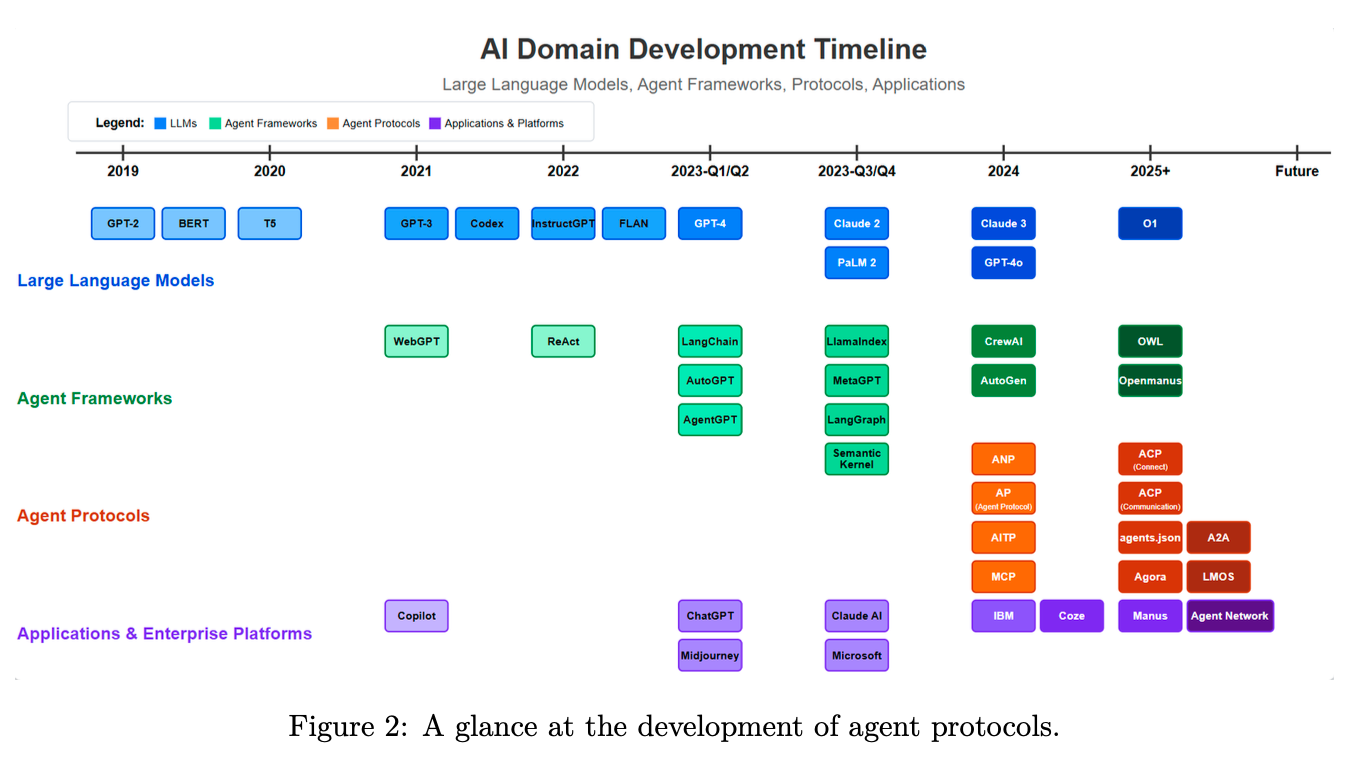 AI Domain Development Timeline
Large Language Models, Agent Frameworks, Protocols, Applications
Legend: LLMs Agent Frameworks Agent Protocols Applications & Platforms
2019 2020 2021 2022 2023-Q1/Q2 2023-Q3/Q4 2024 2025+ Future
GPT-2 BERT T5 GPT-3 Codex InstructGPT FLAN GPT-4 Claude 2 Claude 3 O1
PaLM 2 GPT-4o
Large Language Models
WebGPT ReAct LangChain LlamaIndex CrewAI OWL
AutoGPT MetaGPT AutoGen Openmanus
Agent Frameworks
AgentGPT LangGraph
Semantic
Kernel
ANP
ACP
(Connect)
AP
(Agent Protocol)
ACP
(Communication)
Agent Protocols
AITP agents.json A2A
MCP Agora LMOS
Copilot ChatGPT Claude AI IBM Coze Manus Agent Network
Applications & Enterprise Platforms
Midjourney Microsoft
Figure 2: A glance at the development of agent protocols.